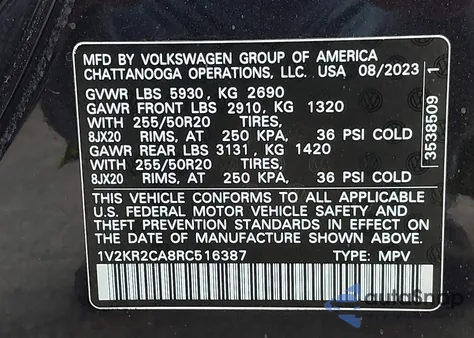 MFD BY VOLKSWAGEN GROUP OF AMERICA
CHATTANOOGA OPERATIONS, LLC. USA 08/2023
GVWR LBS 5930, KG 2690
GAWR FRONT LBS 2910, KG 1320
WITH 255/50R20 TIRES,
8JX20 RIMS, AT 250 KPA, 36 PSI COLD
GAWR REAR LBS 3131, KG 1420
WITH 255/50R20 TIRES,
8JX20 RIMS, AT 250 KPA, 36 PSI COLD
THIS VEHICLE CONFORMS TO ALL APPLICABLE
U.S. FEDERAL MOTOR VEHICLE SAFETY AND
THEFT PREVENTION STANDARDS IN EFFECT ON
THE DATE OF MANUFACTURE SHOWN ABOVE.
1V2KR2CA8RC516387 TYPE: MPV
3538509 1
autoSnap